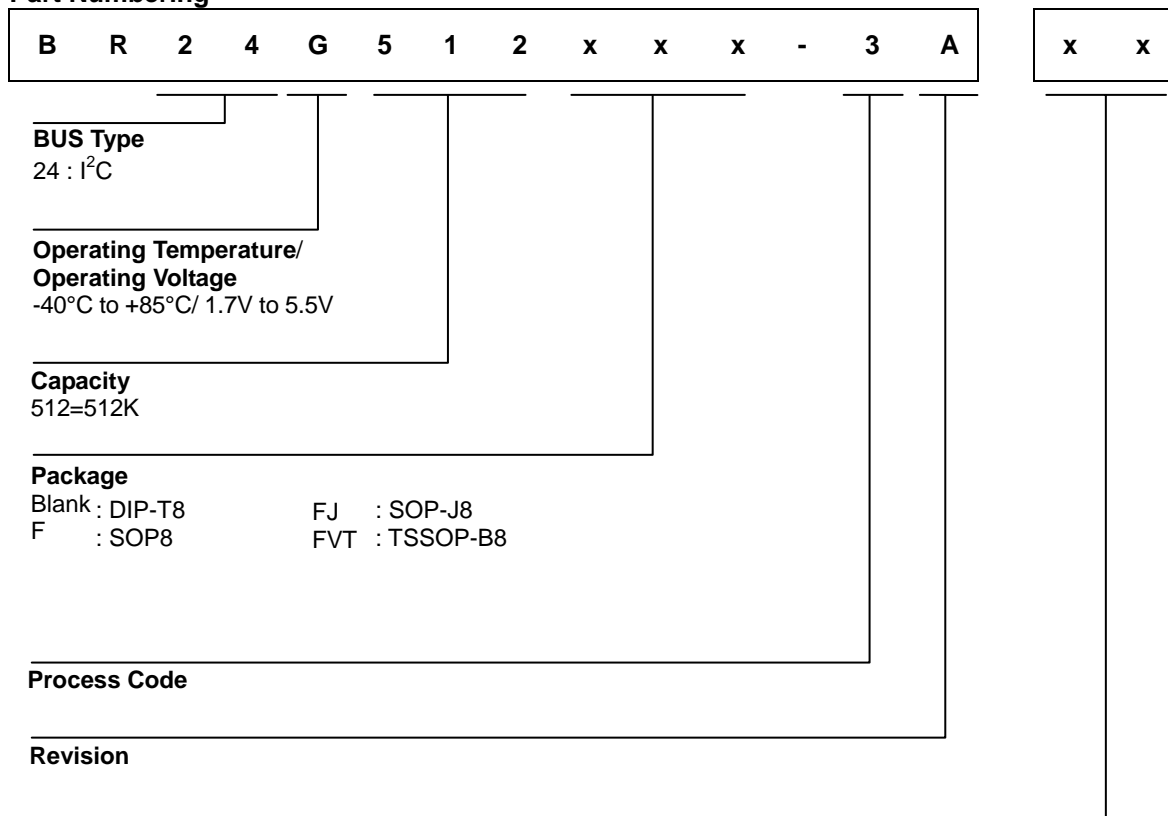 Part Numbering
B R 2 4 G 5 1 2 x x x - 3 A x x
BUS Type
24 : I²C
Operating Temperature/
Operating Voltage
-40°C to +85°C/ 1.7V to 5.5V
Capacity
512=512K
Package
Blank : DIP-T8 FJ : SOP-J8
F : SOP8 FVT : TSSOP-B8
Process Code
Revision